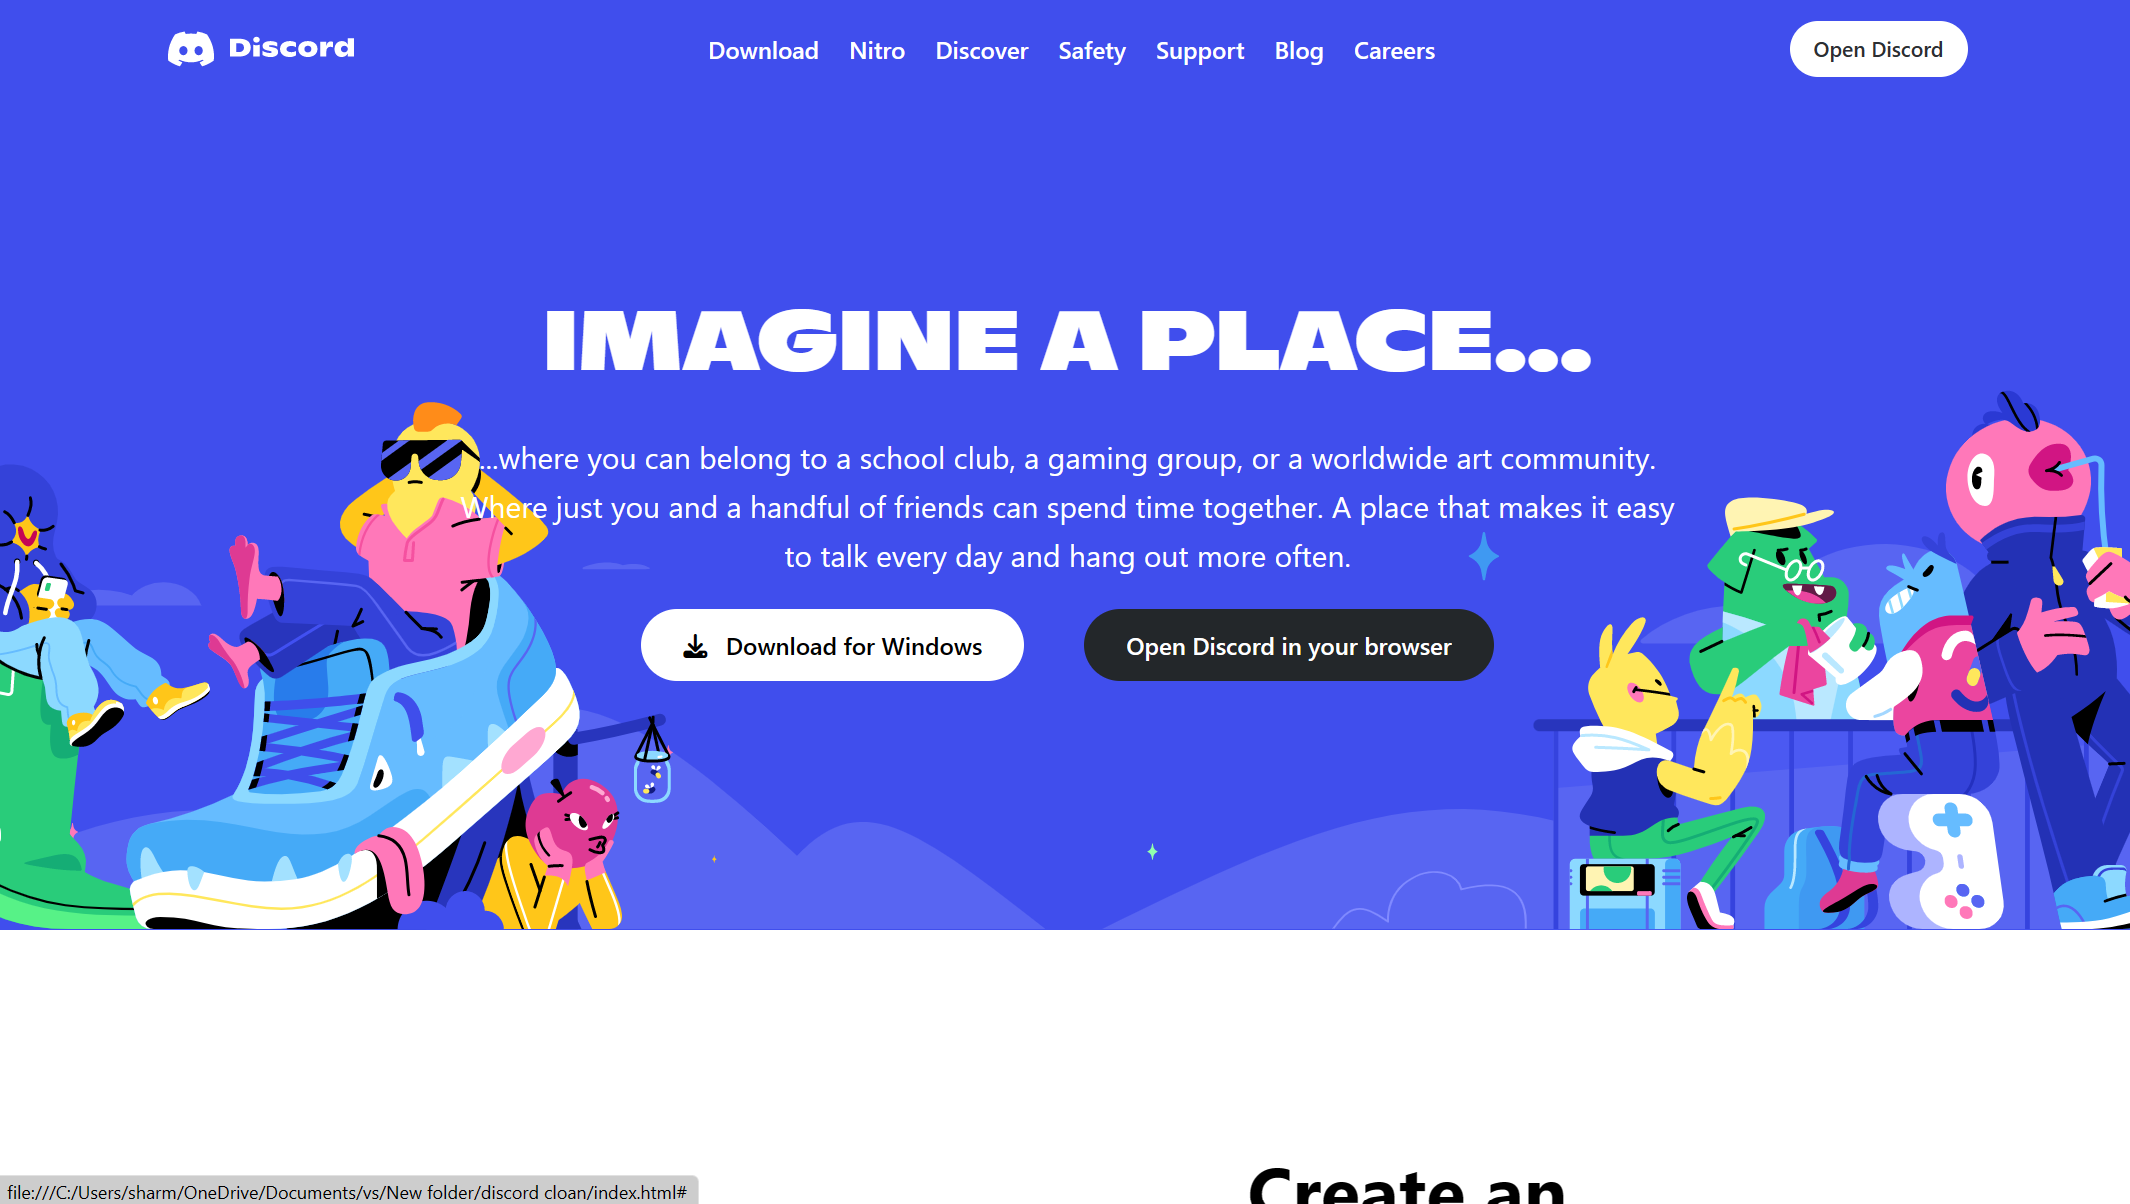 Discord
Download Nitro Discover Safety Support Blog Careers
Open Discord
IMAGINE A PLACE...
...where you can belong to a school club, a gaming group, or a worldwide art community.
Where just you and a handful of friends can spend time together. A place that makes it easy
to talk every day and hang out more often.
Download for Windows
Open Discord in your browser
Create an
file:///C:/Users/sharm/OneDrive/Documents/vs/New folder/discord cloan/index.html#